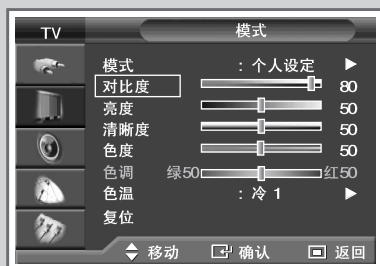 TV 模式
模式 : 个人设定
对比度 80
亮度 50
清晰度 50
色度 50
色调 绿50 红50
色温 : 冷 1
复位
移动 确认 返回